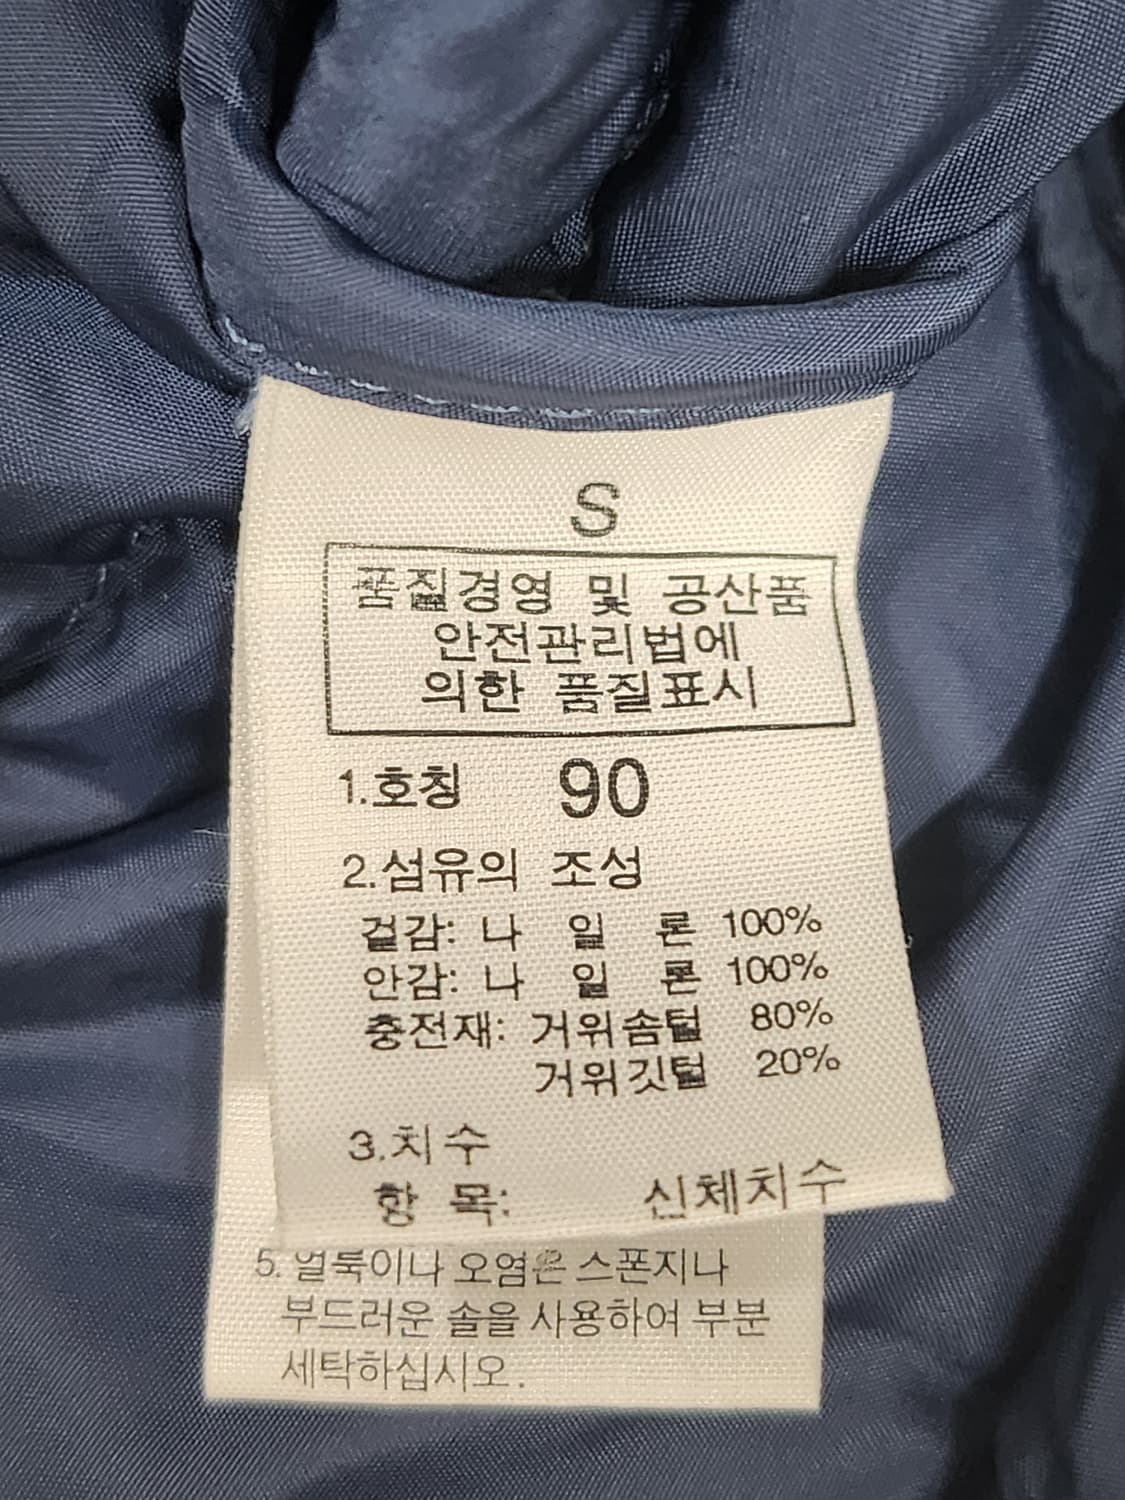 S
품질경영 및 공산품
안전관리법에
의한 품질표시
1.호칭 90
2.섬유의 조성
겉감: 나 일 론 100%
안감: 나 일 론 100%
충전재: 거위솜털 80%
거위깃털 20%
3.치수
항 목: 신체치수
5. 얼룩이나 오염은 스폰지나
부드러운 솔을 사용하여 부분
세탁하십시오.